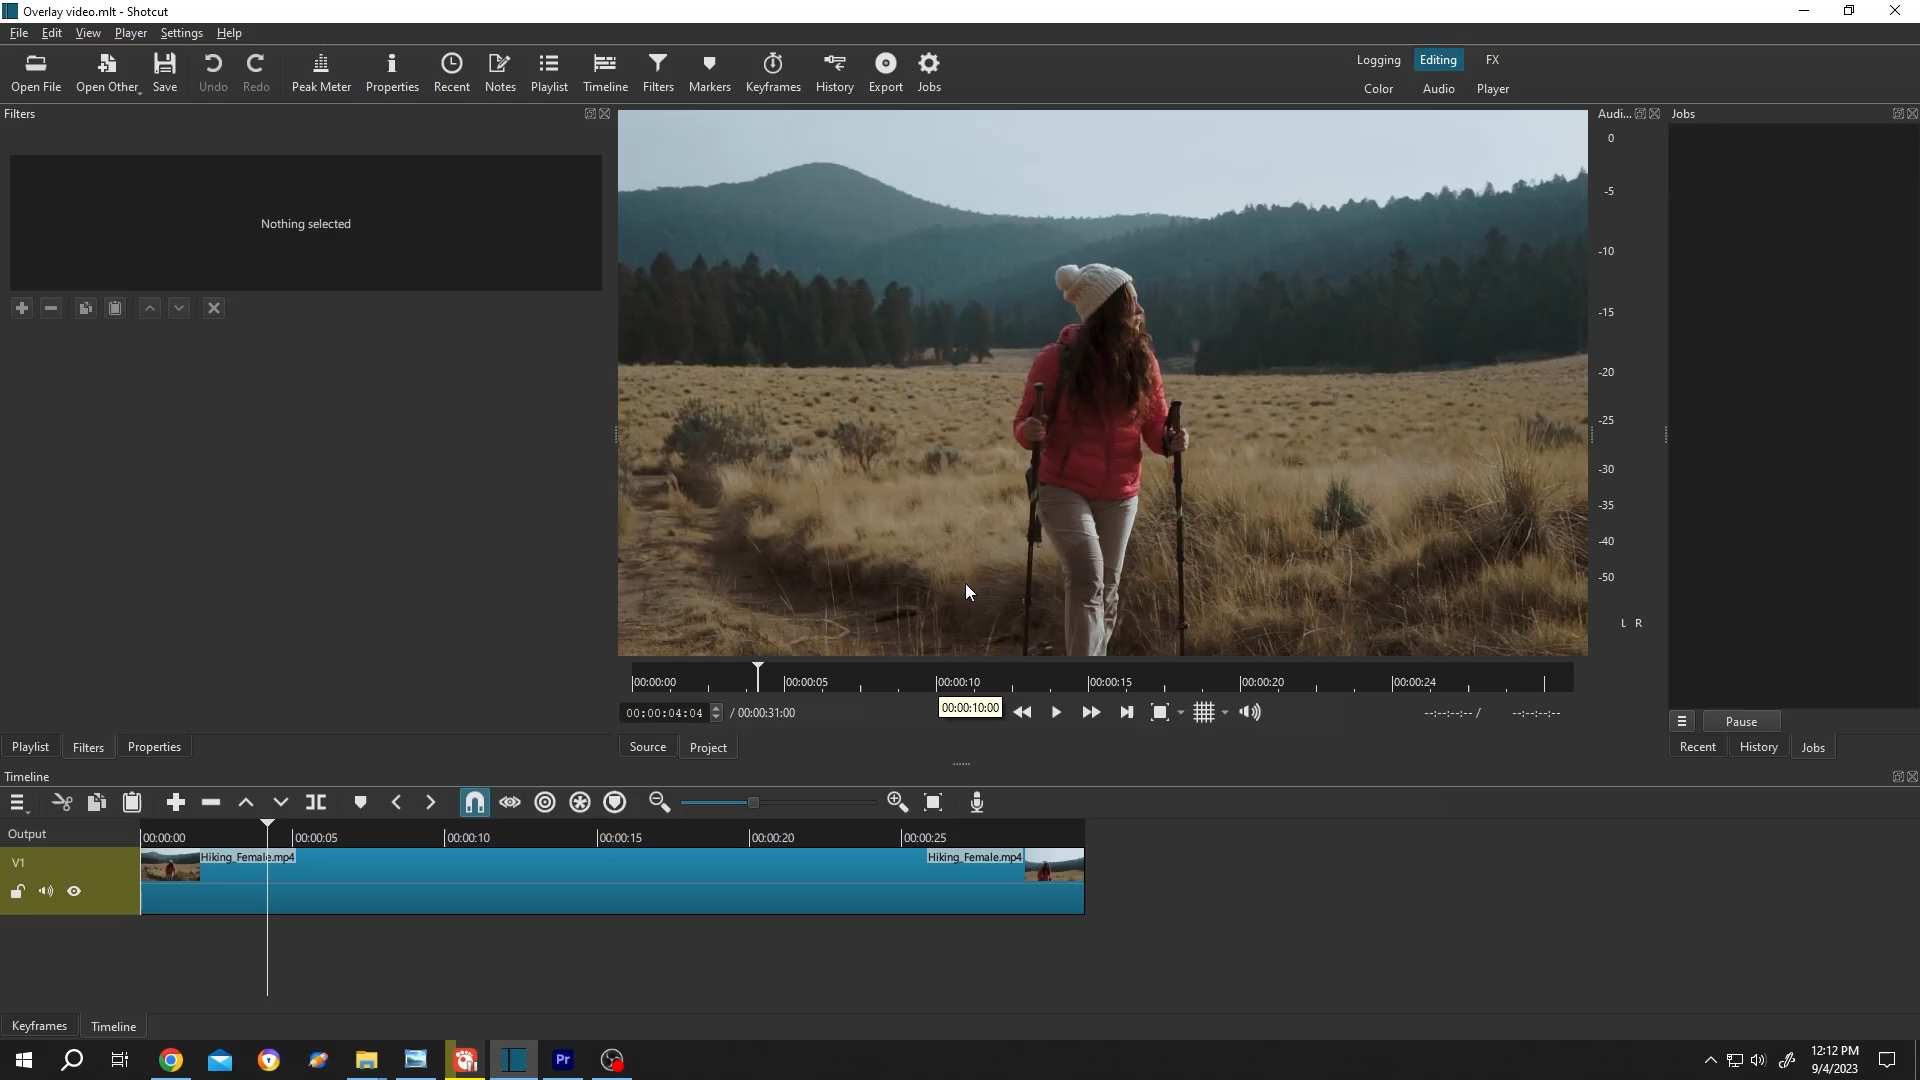 Overlay video.mlt - Shotcut
File Edit View Player Settings Help
Open File Open Other Save Undo Redo Peak Meter Properties Recent Notes Playlist Timeline Filters Markers Keyframes History Export Jobs
Logging Editing FX
Color Audio Player
Filters
Audi...
Jobs
Nothing selected
0
-5
-10
-15
-20
-25
-30
-35
-40
-50
L R
00:00:00 00:00:05 00:00:10 00:00:15 00:00:20 00:00:24
00:00:04:04 / 00:00:31:00
00:00:10:00
--:--:--:-- / --:--:--:--
Pause
Playlist Filters Properties
Source Project
Recent History Jobs
Timeline
Output
00:00:00 00:00:05 00:00:10 00:00:15 00:00:20 00:00:25
V1
Hiking_Female.mp4 Hiking_Female.mp4
Keyframes Timeline
Pr
12:12 PM
9/4/2023